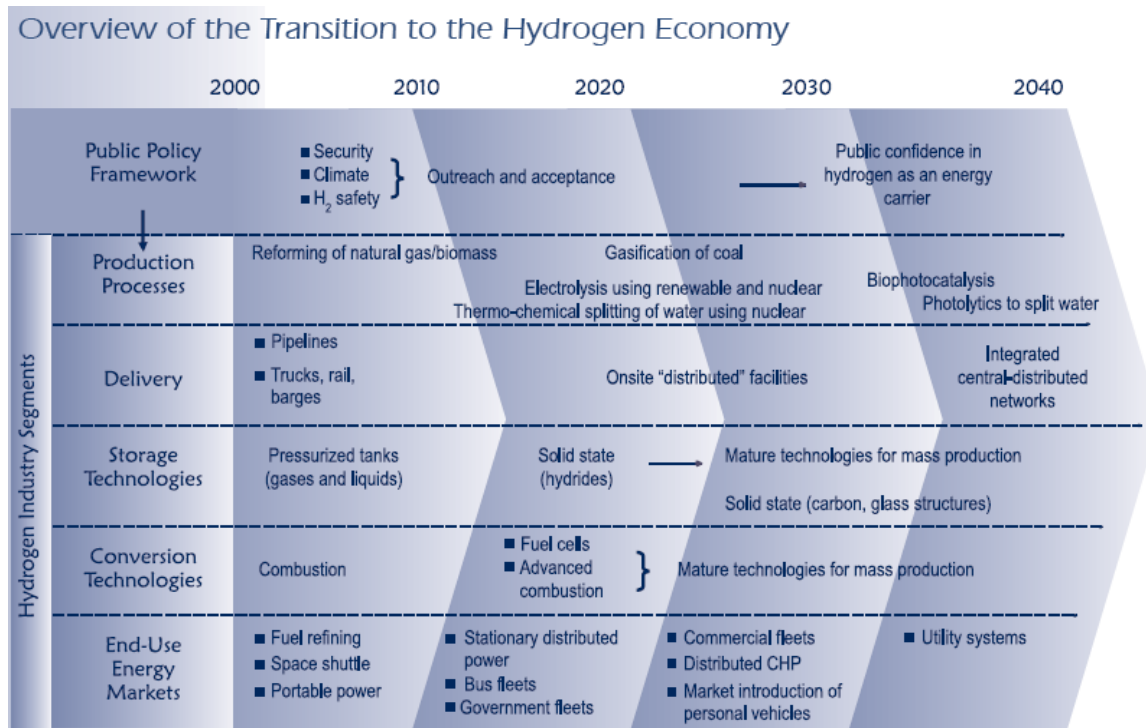 Overview of the Transition to the Hydrogen Economy
2000 2010 2020 2030 2040
Public Policy
Framework
■ Security
■ Climate
■ H₂ safety
}
Outreach and acceptance
Public confidence in
hydrogen as an energy
carrier
Hydrogen Industry Segments
Production
Processes
Reforming of natural gas/biomass
Gasification of coal
Electrolysis using renewable and nuclear
Thermo-chemical splitting of water using nuclear
Biophotocatalysis
Photolytics to split water
Delivery
■ Pipelines
■ Trucks, rail,
barges
Onsite “distributed” facilities
Integrated
central-distributed
networks
Storage
Technologies
Pressurized tanks
(gases and liquids)
Solid state
(hydrides)
Mature technologies for mass production
Solid state (carbon, glass structures)
Conversion
Technologies
Combustion
■ Fuel cells
■ Advanced
combustion
}
Mature technologies for mass production
End-Use
Energy
Markets
■ Fuel refining
■ Space shuttle
■ Portable power
■ Stationary distributed
power
■ Bus fleets
■ Government fleets
■ Commercial fleets
■ Distributed CHP
■ Market introduction of
personal vehicles
■ Utility systems